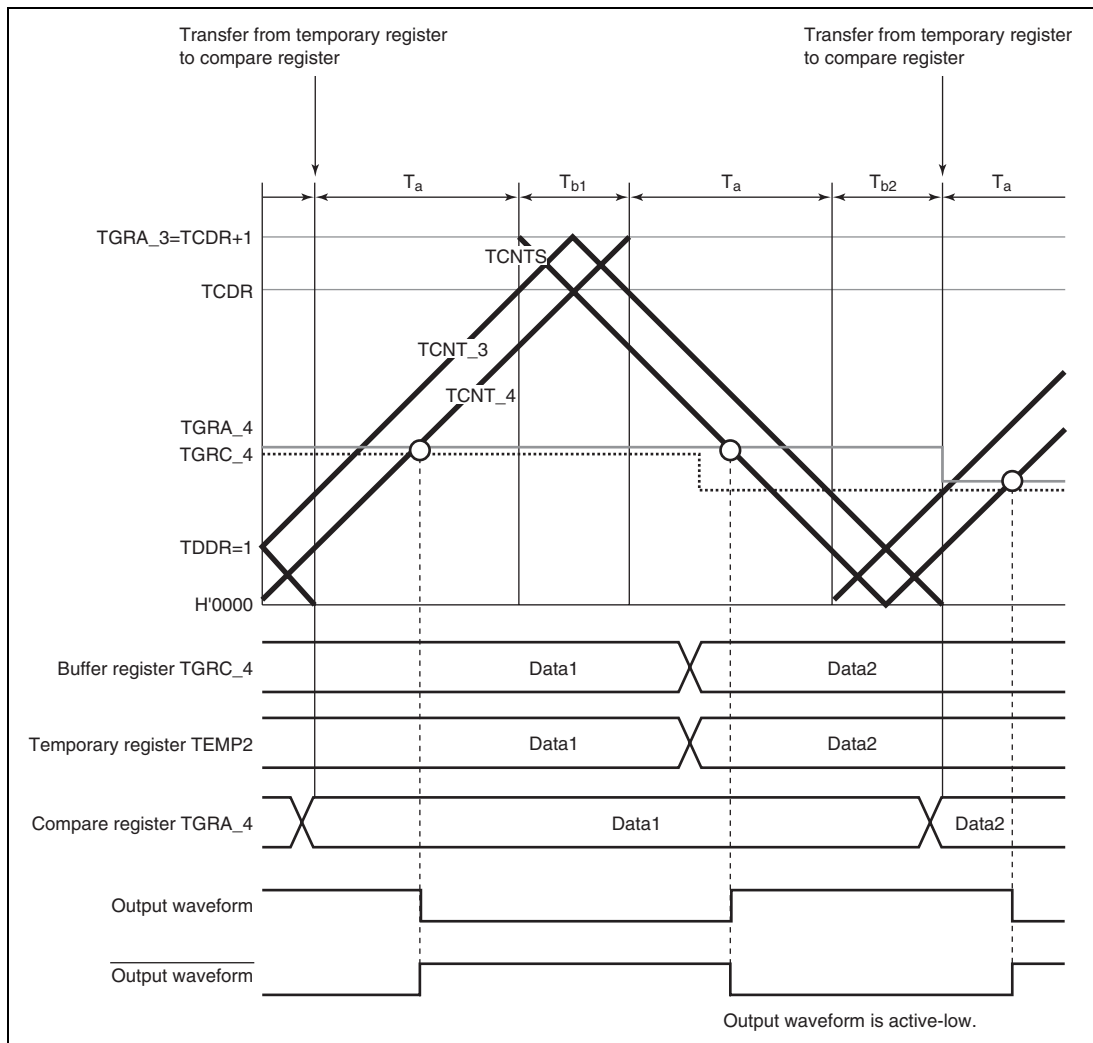 Transfer from temporary register
to compare register
Transfer from temporary register
to compare register
Ta
Tb1
Ta
Tb2
Ta
TGRA_3=TCDR+1
TCNTS
TCDR
TCNT_3
TCNT_4
TGRA_4
TGRC_4
TDDR=1
H'0000
Buffer register TGRC_4
Data1
Data2
Temporary register TEMP2
Data1
Data2
Compare register TGRA_4
Data1
Data2
Output waveform
Output waveform
Output waveform is active-low.